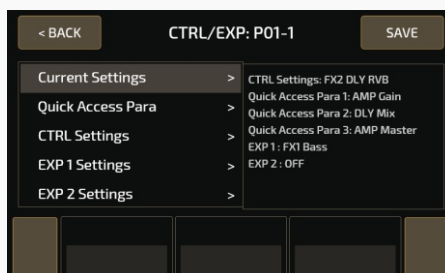 < BACK
CTRL/EXP: P01-1
SAVE
Current Settings >
Quick Access Para >
CTRL Settings >
EXP 1 Settings >
EXP 2 Settings >
CTRL Settings: FX2 DLY RVB
Quick Access Para 1: AMP Gain
Quick Access Para 2: DLY Mix
Quick Access Para 3: AMP Master
EXP 1 : FX1 Bass
EXP 2 : OFF